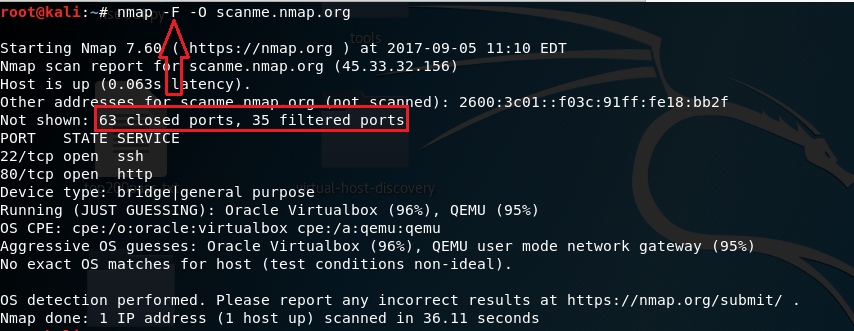 root@kali:~# nmap -F -O scanme.nmap.org
Starting Nmap 7.60 ( https://nmap.org ) at 2017-09-05 11:10 EDT
Nmap scan report for scanme.nmap.org (45.33.32.156)
Host is up (0.063s latency).
Other addresses for scanme.nmap.org (not scanned): 2600:3c01::f03c:91ff:fe18:bb2f
Not shown: 63 closed ports, 35 filtered ports
PORT   STATE SERVICE
22/tcp open  ssh
80/tcp open  http
Device type: bridge|general purpose
Running (JUST GUESSING): Oracle Virtualbox (96%), QEMU (95%)
OS CPE: cpe:/o:oracle:virtualbox cpe:/a:qemu:qemu
Aggressive OS guesses: Oracle Virtualbox (96%), QEMU user mode network gateway (95%)
No exact OS matches for host (test conditions non-ideal).
OS detection performed. Please report any incorrect results at https://nmap.org/submit/ .
Nmap done: 1 IP address (1 host up) scanned in 36.11 seconds
tools